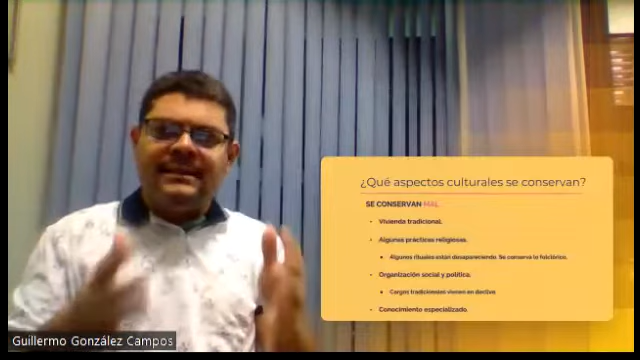 ¿Qué aspectos culturales se conservan?
SE CONSERVAN MAL
- Vivienda tradicional.
- Algunas prácticas religiosas.
Algunos rituales están desapareciendo. Se conserva lo folclórico.
- Organización social y política.
Cargos tradicionales vienen en declive
- Conocimiento especializado.
Guillermo González Campos